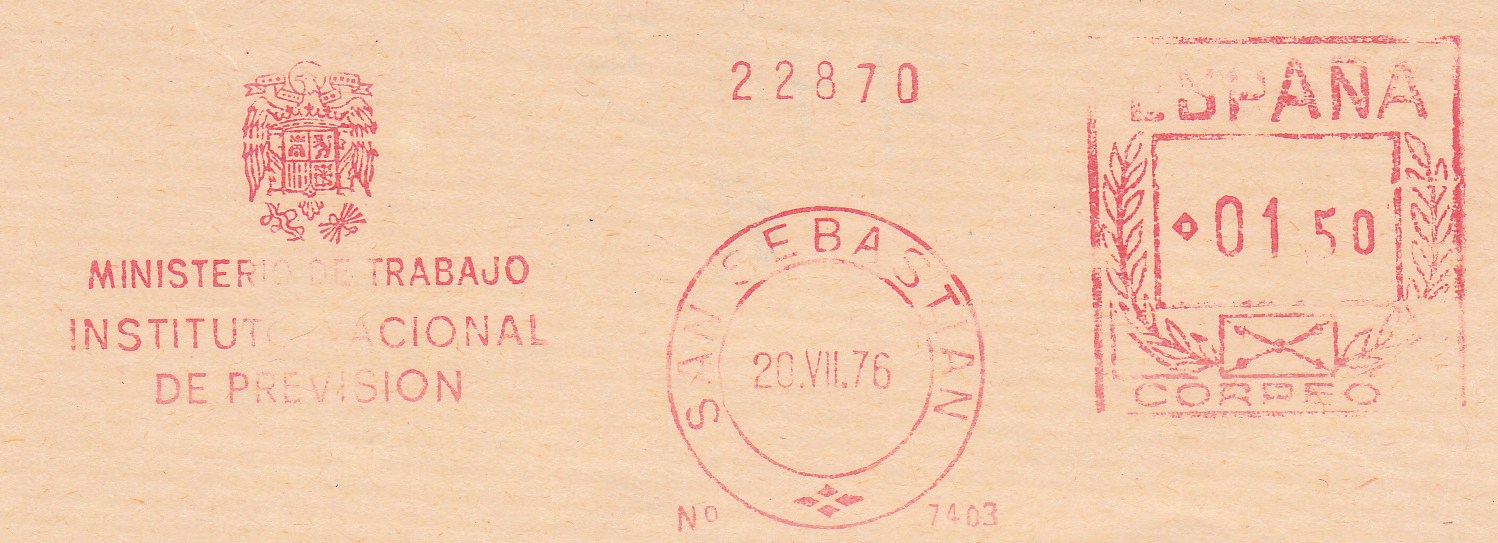 MINISTERIO DE TRABAJO
INSTITUTO NACIONAL
DE PREVISION
22870
SAN SEBASTIAN
20.VII.76
Nº 7403
ESPAÑA
01,50
CORREO